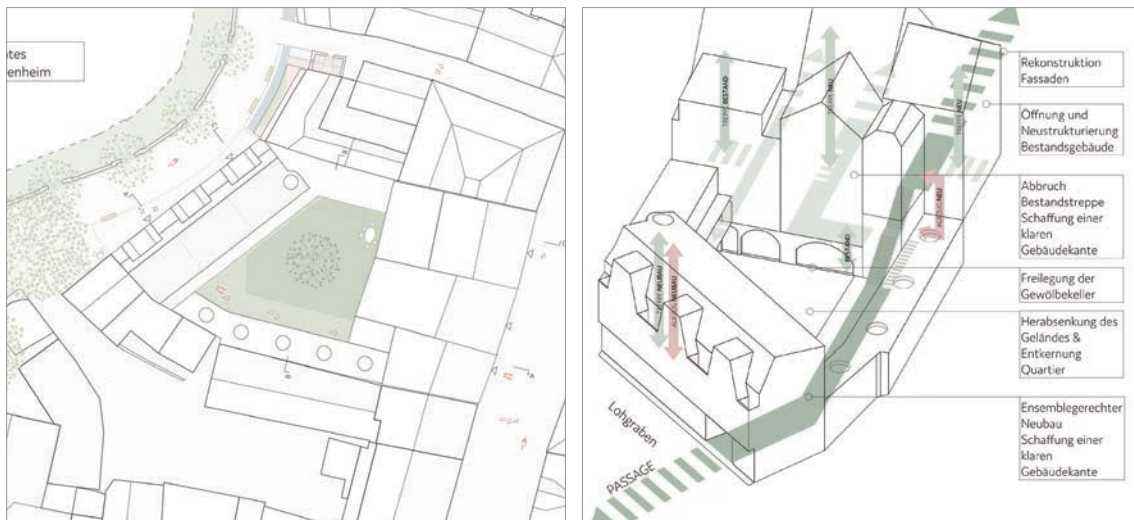 ntes
enheim
B
B
A
TREPPE BESTAND
TREPPE NEU
TREPPE NEU
AUFZUG NEU
BESTAND
TREPPE NEUBAU
AUFZUG NEUBAU
Lohgraben
PASSAGE
Rekonstruktion
Fassaden
Öffnung und
Neustrukturierung
Bestandsgebäude
Abbruch
Bestandstreppe
Schaffung einer
klaren
Gebäudekante
Freilegung der
Gewölbekeller
Herabsenkung des
Geländes &
Entkernung
Quartier
Ensemblegerechter
Neubau
Schaffung einer
klaren
Gebäudekante